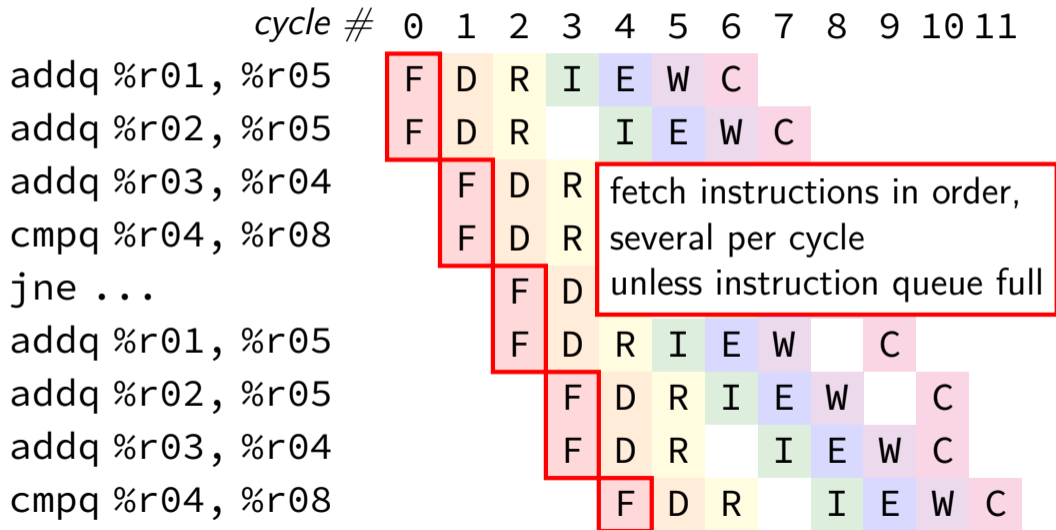 cycle # 0 1 2 3 4 5 6 7 8 9 10 11
addq %r01, %r05 F D R I E W C
addq %r02, %r05 F D R I E W C
addq %r03, %r04 F D R
cmpq %r04, %r08 F D R
jne ... F D
fetch instructions in order,
several per cycle
unless instruction queue full
addq %r01, %r05 F D R I E W C
addq %r02, %r05 F D R I E W C
addq %r03, %r04 F D R I E W C
cmpq %r04, %r08 F D R I E W C